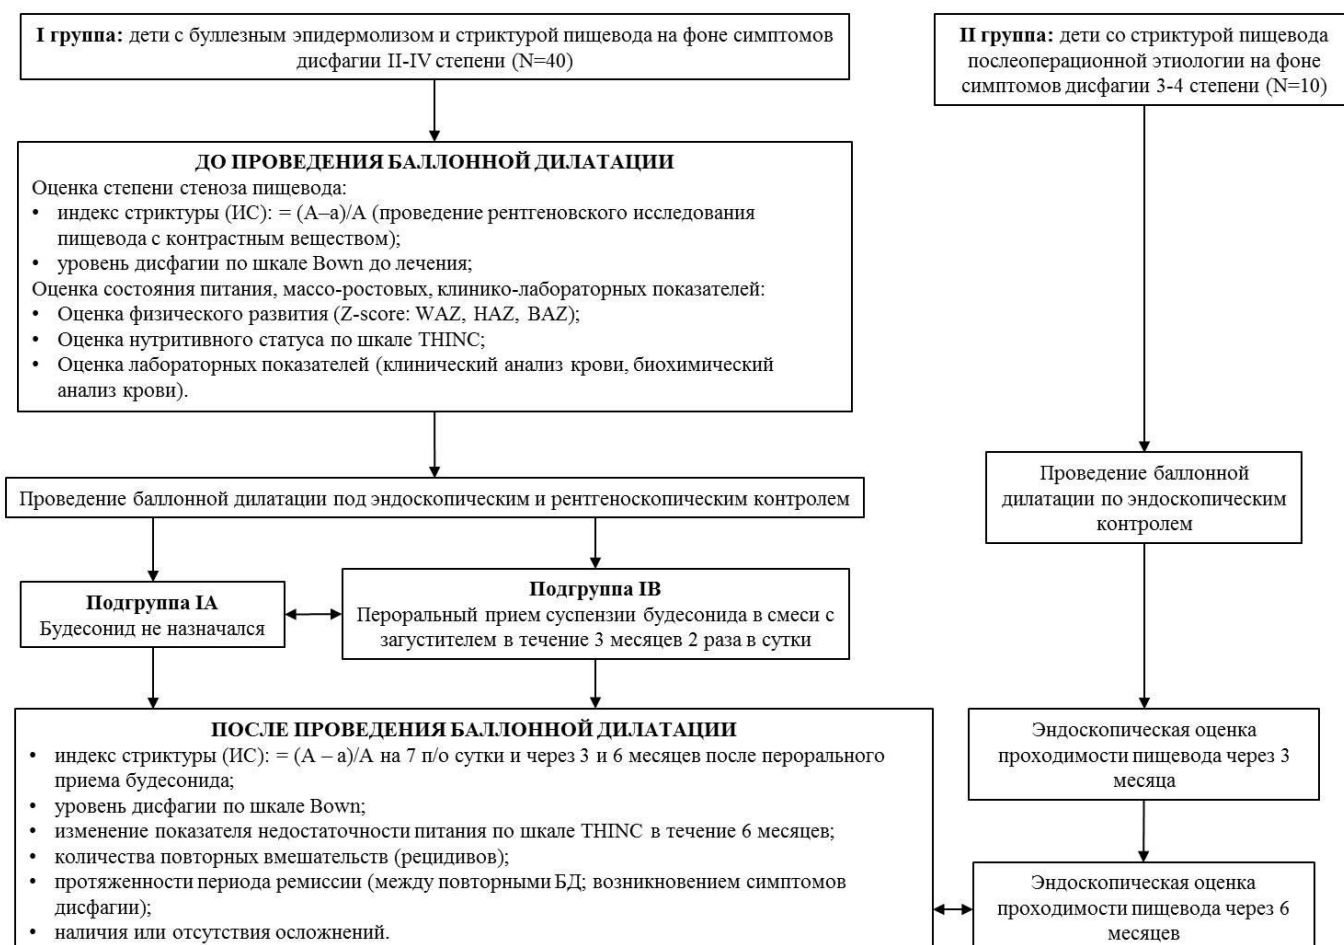 I группа: дети с буллезным эпидермолизом и стриктурой пищевода на фоне симптомов
дисфагии II-IV степени (N=40)
II группа: дети со стриктурой пищевода
послеоперационной этиологии на фоне
симптомов дисфагии 3-4 степени (N=10)
ДО ПРОВЕДЕНИЯ БАЛЛОННОЙ ДИЛАТАЦИИ
Оценка степени стеноза пищевода:
• индекс стриктуры (ИС): = (А–а)/А (проведение рентгеновского исследования
пищевода с контрастным веществом);
• уровень дисфагии по шкале Bown до лечения;
Оценка состояния питания, массо-ростовых, клинико-лабораторных показателей:
• Оценка физического развития (Z-score: WAZ, HAZ, BAZ);
• Оценка нутритивного статуса по шкале THINC;
• Оценка лабораторных показателей (клинический анализ крови, биохимический
анализ крови).
Проведение баллонной дилатации под эндоскопическим и рентгеноскопическим контролем
Проведение баллонной
дилатации по эндоскопическим
контролем
Подгруппа IA
Будесонид не назначался
Подгруппа IB
Пероральный прием суспензии будесонида в смеси с
загустителем в течение 3 месяцев 2 раза в сутки
ПОСЛЕ ПРОВЕДЕНИЯ БАЛЛОННОЙ ДИЛАТАЦИИ
• индекс стриктуры (ИС): = (А – а)/А на 7 п/о сутки и через 3 и 6 месяцев после перорального
приема будесонида;
• уровень дисфагии по шкале Bown;
• изменение показателя недостаточности питания по шкале THINC в течение 6 месяцев;
• количества повторных вмешательств (рецидивов);
• протяженности периода ремиссии (между повторными БД; возникновением симптомов
дисфагии);
• наличия или отсутствия осложнений.
Эндоскопическая оценка
проходимости пищевода через 3
месяца
Эндоскопическая оценка
проходимости пищевода через 6
месяцев